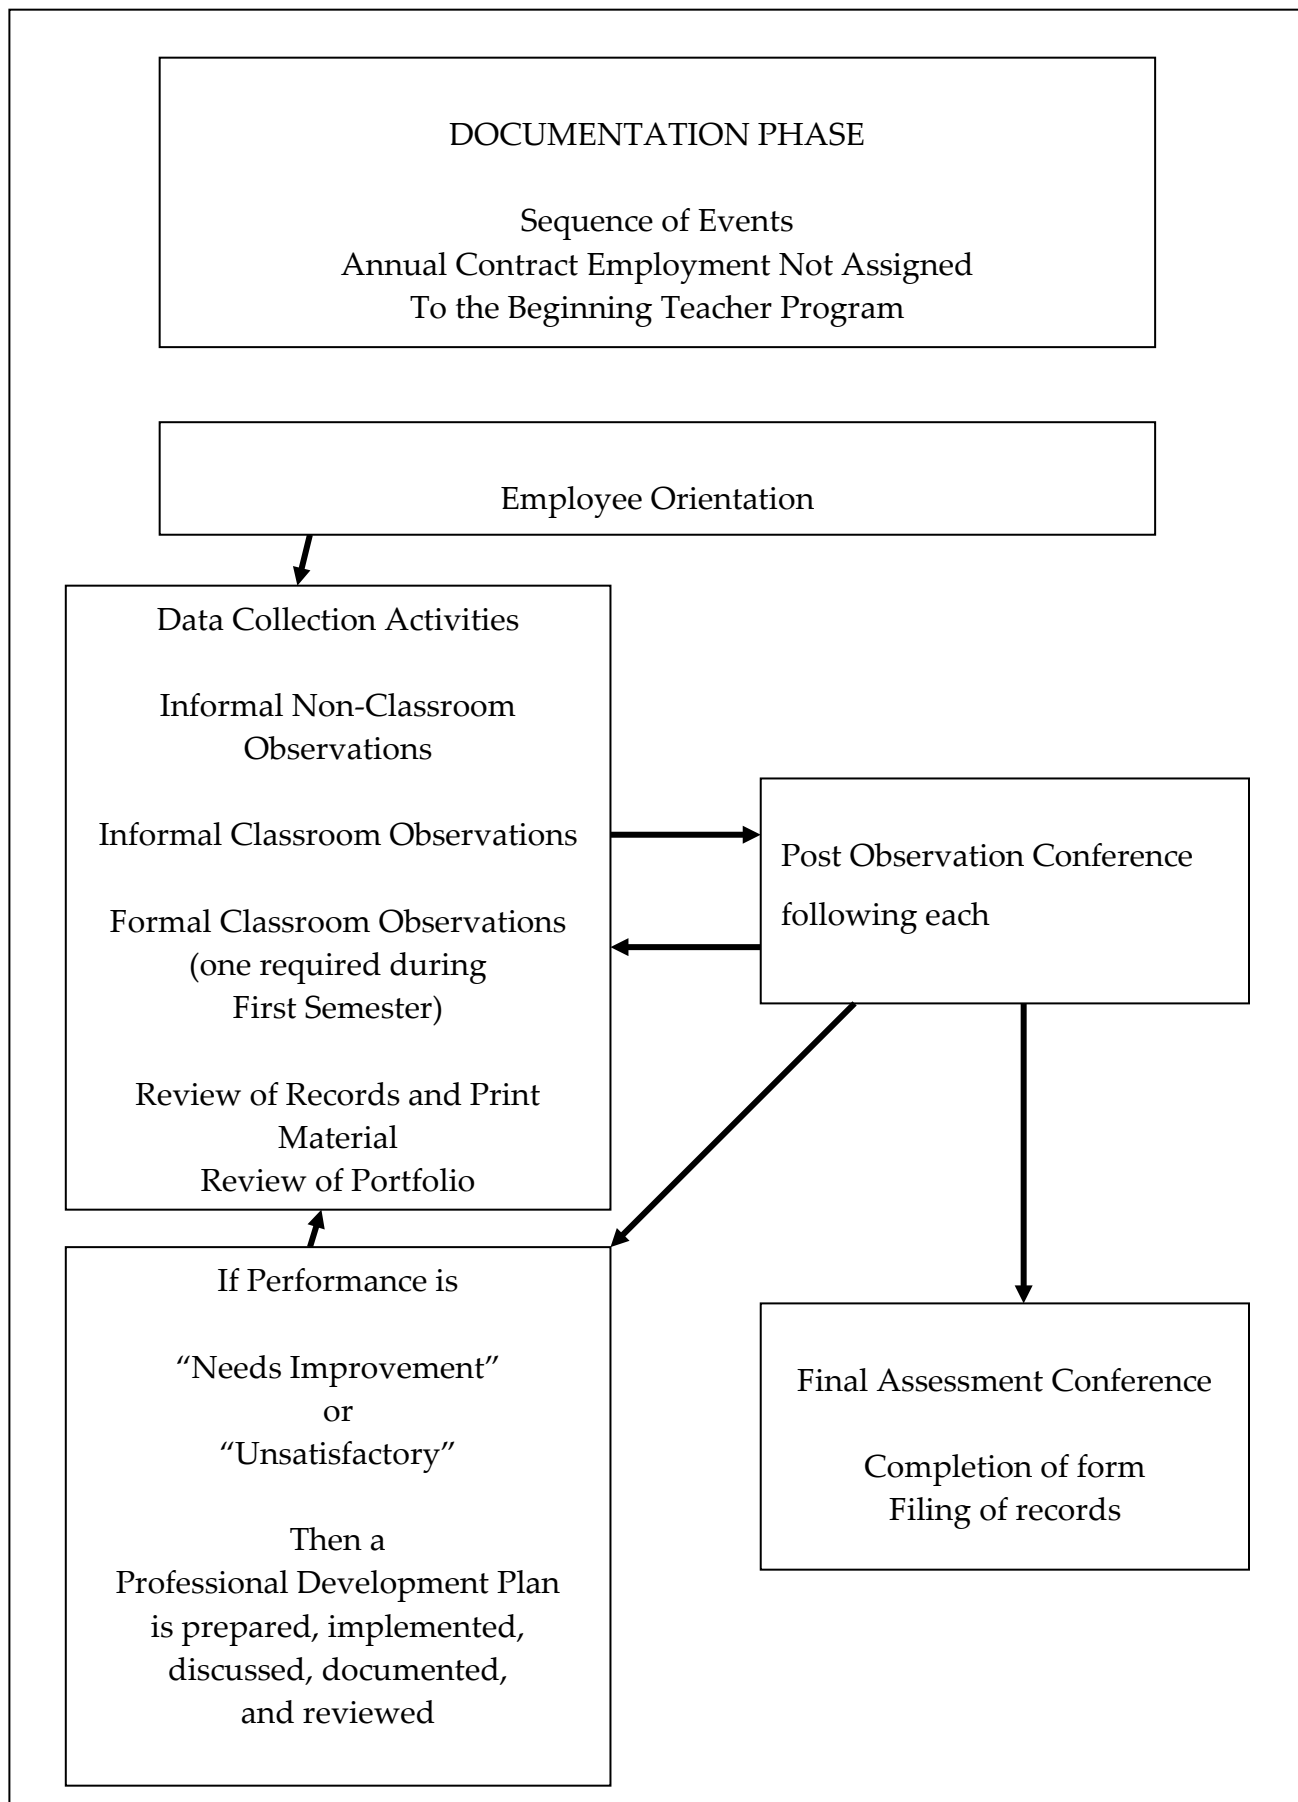 DOCUMENTATION PHASE
Sequence of Events
Annual Contract Employment Not Assigned
To the Beginning Teacher Program
Employee Orientation
Data Collection Activities
Informal Non-Classroom
Observations
Informal Classroom Observations
Formal Classroom Observations
(one required during
First Semester)
Review of Records and Print
Material
Review of Portfolio
Post Observation Conference
following each
If Performance is
“Needs Improvement”
or
“Unsatisfactory”
Then a
Professional Development Plan
is prepared, implemented,
discussed, documented,
and reviewed
Final Assessment Conference
Completion of form
Filing of records